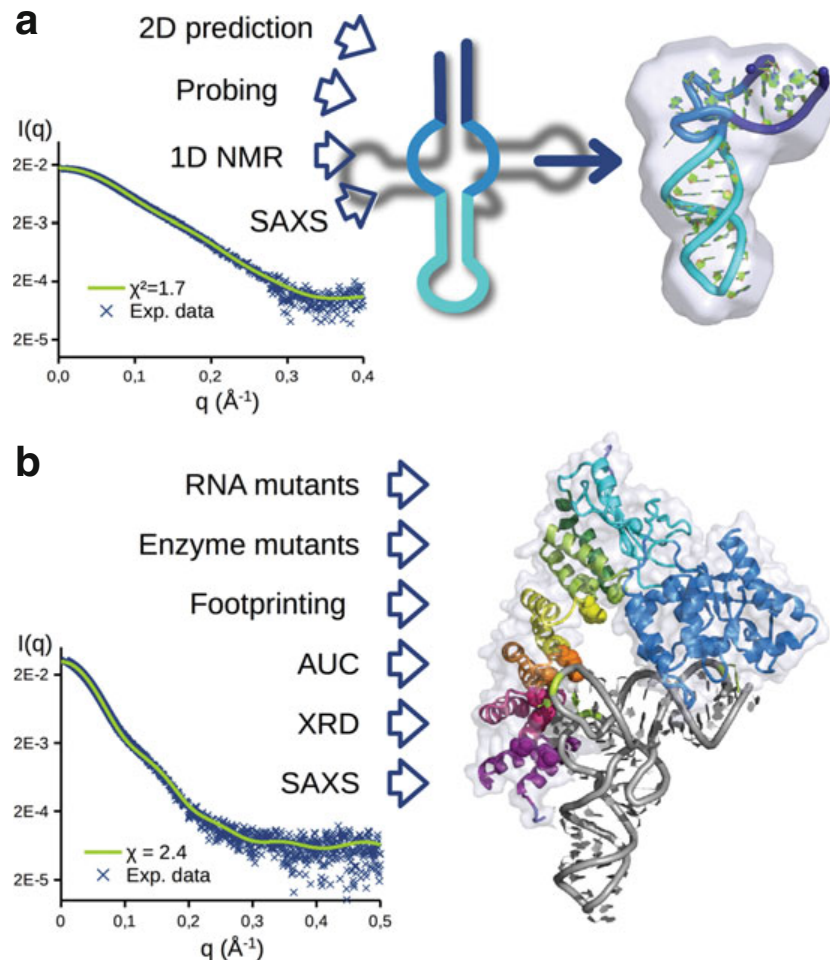 a
2D prediction
Probing
1D NMR
SAXS
I(q)
2E-2
2E-3
2E-4
2E-5
χ²=1.7
Exp. data
0,0 0,1 0,2 0,3 0,4
q (Å⁻¹)
b
RNA mutants
Enzyme mutants
Footprinting
AUC
XRD
SAXS
I(q)
2E-2
2E-3
2E-4
2E-5
χ = 2.4
Exp. data
0 0,1 0,2 0,3 0,4 0,5
q (Å⁻¹)